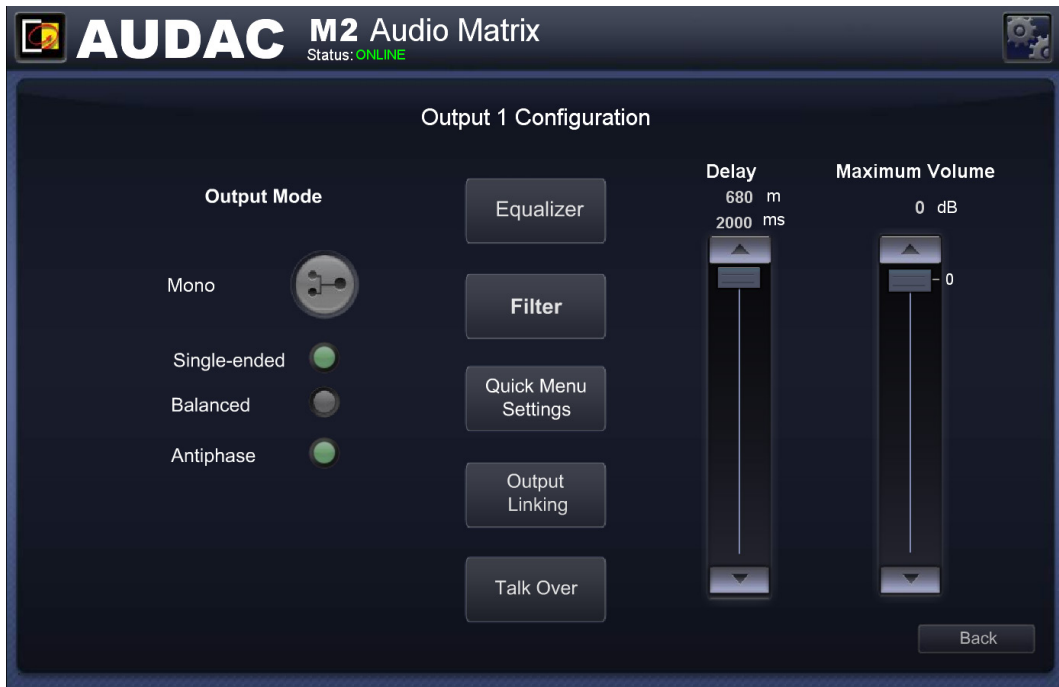 AUDAC M2 Audio Matrix
Status: ONLINE
Output 1 Configuration
Output Mode
Mono
Single-ended
Balanced
Antiphase
Equalizer
Filter
Quick Menu
Settings
Output
Linking
Talk Over
Delay
680 m
2000 ms
Maximum Volume
0 dB
0
Back